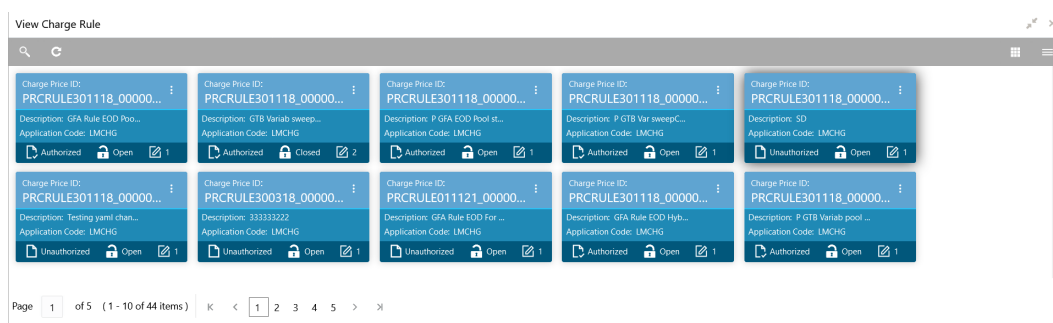 View Charge Rule
Charge Price ID:
PRCRULE301118_00000...
Description: GFA Rule EOD Poo...
Application Code: LMCHG
Authorized Open 1
Charge Price ID:
PRCRULE301118_00000...
Description: GTB Variab sweep...
Application Code: LMCHG
Authorized Closed 2
Charge Price ID:
PRCRULE301118_00000...
Description: P GFA EOD Pool st...
Application Code: LMCHG
Authorized Open 1
Charge Price ID:
PRCRULE301118_00000...
Description: P GTB Var sweepC...
Application Code: LMCHG
Authorized Open 1
Charge Price ID:
PRCRULE301118_00000...
Description: SD
Application Code: LMCHG
Unauthorized Open 1
Charge Price ID:
PRCRULE301118_00000...
Description: Testing yaml chan...
Application Code: LMCHG
Unauthorized Open 1
Charge Price ID:
PRCRULE300318_00000...
Description: 333333222
Application Code: LMCHG
Unauthorized Open 1
Charge Price ID:
PRCRULE011121_00000...
Description: GFA Rule EOD For ...
Application Code: LMCHG
Unauthorized Open 1
Charge Price ID:
PRCRULE301118_00000...
Description: GFA Rule EOD Hyb...
Application Code: LMCHG
Authorized Open 1
Charge Price ID:
PRCRULE301118_00000...
Description: P GTB Variab pool ...
Application Code: LMCHG
Authorized Open 1
Page 1 of 5 (1 - 10 of 44 items) 1 2 3 4 5